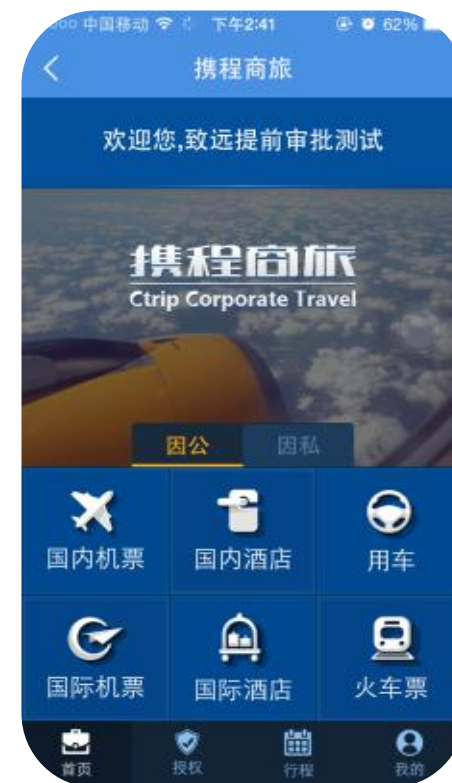 中国移动 下午2:41 62%
携程商旅
欢迎您,致远提前审批测试
携程商旅
Ctrip Corporate Travel
因公 因私
国内机票 国内酒店 用车
国际机票 国际酒店 火车票
首页 授权 行程 我的